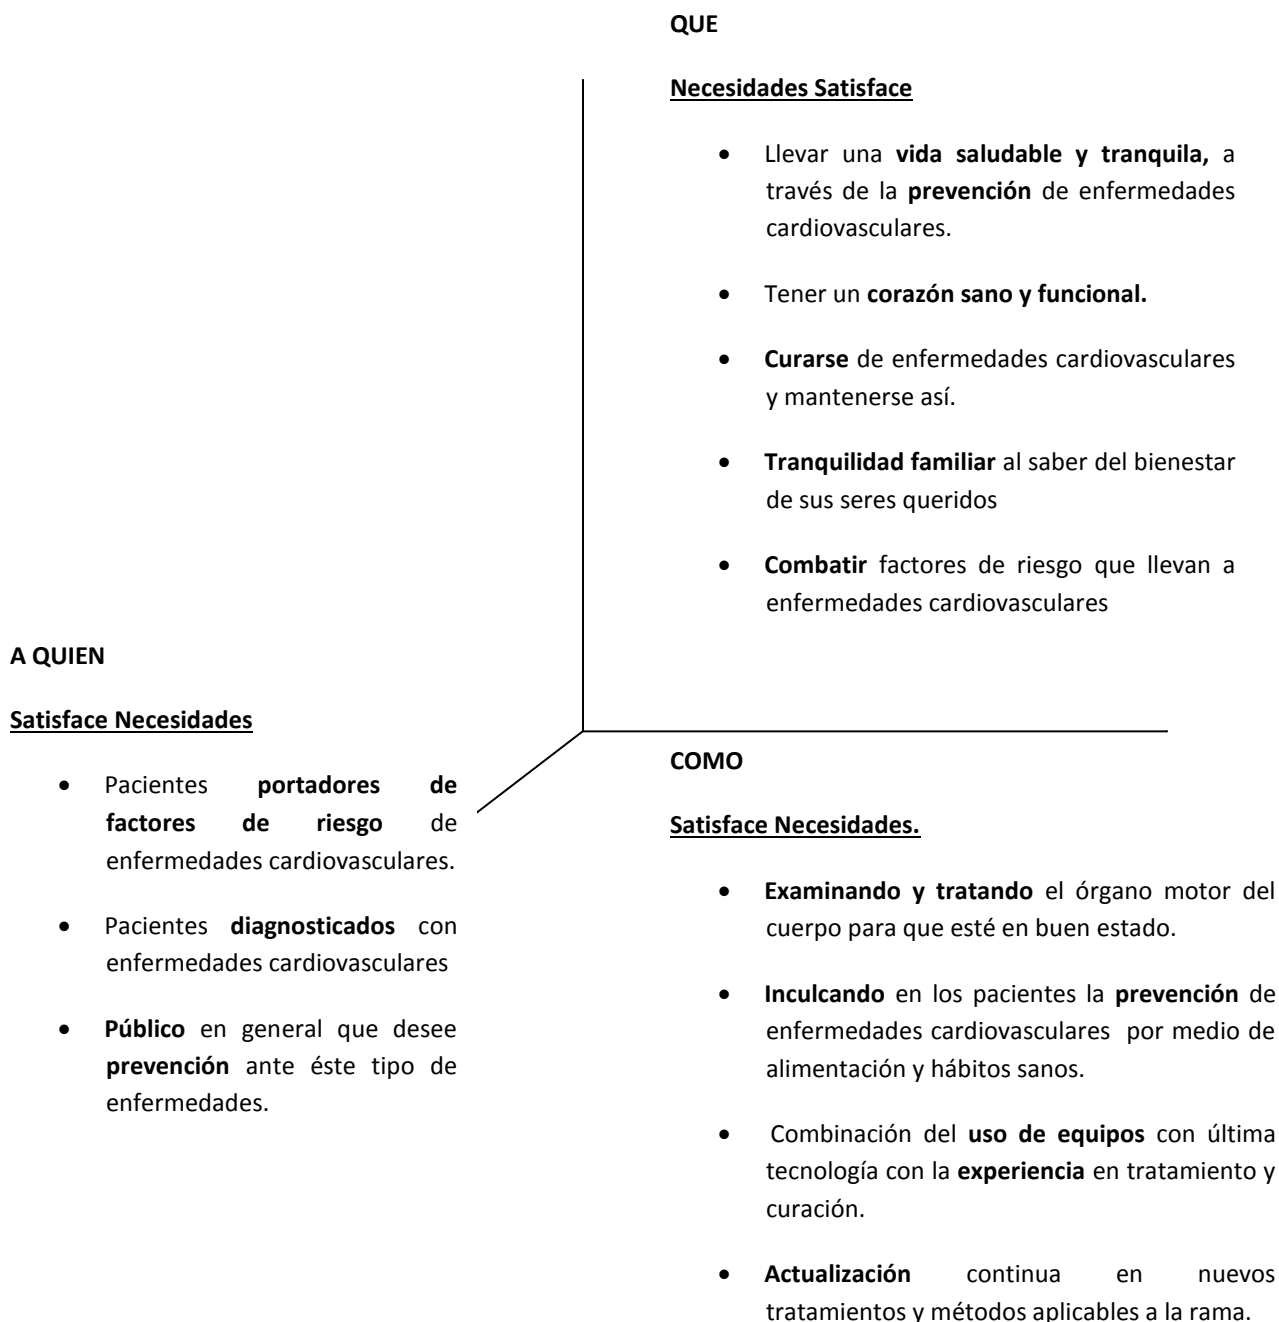 QUE
Necesidades Satisface
• Llevar una vida saludable y tranquila, a
través de la prevención de enfermedades
cardiovasculares.
• Tener un corazón sano y funcional.
• Curarse de enfermedades cardiovasculares
y mantenerse así.
• Tranquilidad familiar al saber del bienestar
de sus seres queridos
• Combatir factores de riesgo que llevan a
enfermedades cardiovasculares
A QUIEN
Satisface Necesidades
• Pacientes portadores de
factores de riesgo de
enfermedades cardiovasculares.
• Pacientes diagnosticados con
enfermedades cardiovasculares
• Público en general que desee
prevención ante éste tipo de
enfermedades.
COMO
Satisface Necesidades.
• Examinando y tratando el órgano motor del
cuerpo para que esté en buen estado.
• Inculcando en los pacientes la prevención de
enfermedades cardiovasculares por medio de
alimentación y hábitos sanos.
• Combinación del uso de equipos con última
tecnología con la experiencia en tratamiento y
curación.
• Actualización continua en nuevos
tratamientos y métodos aplicables a la rama.